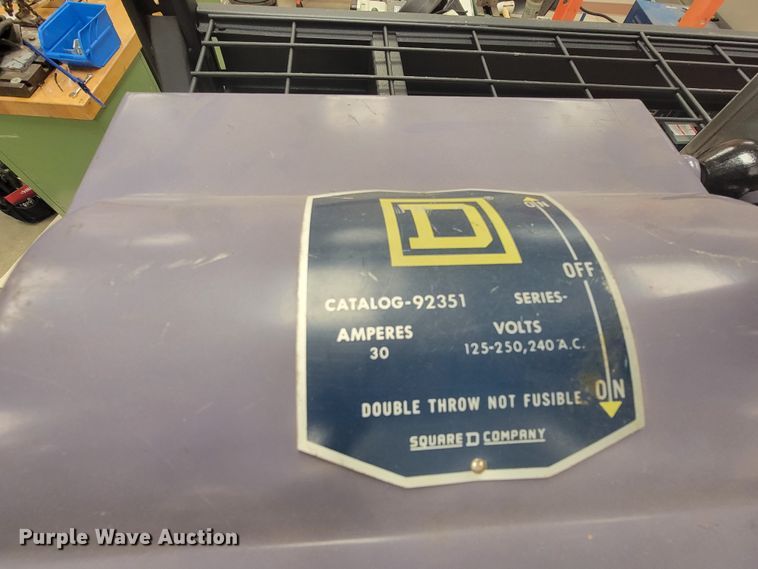 ON
D
OFF
CATALOG-92351 SERIES-
AMPERES VOLTS
30 125-250,240 A.C.
ON
DOUBLE THROW NOT FUSIBLE
SQUARE D COMPANY
Purple Wave Auction